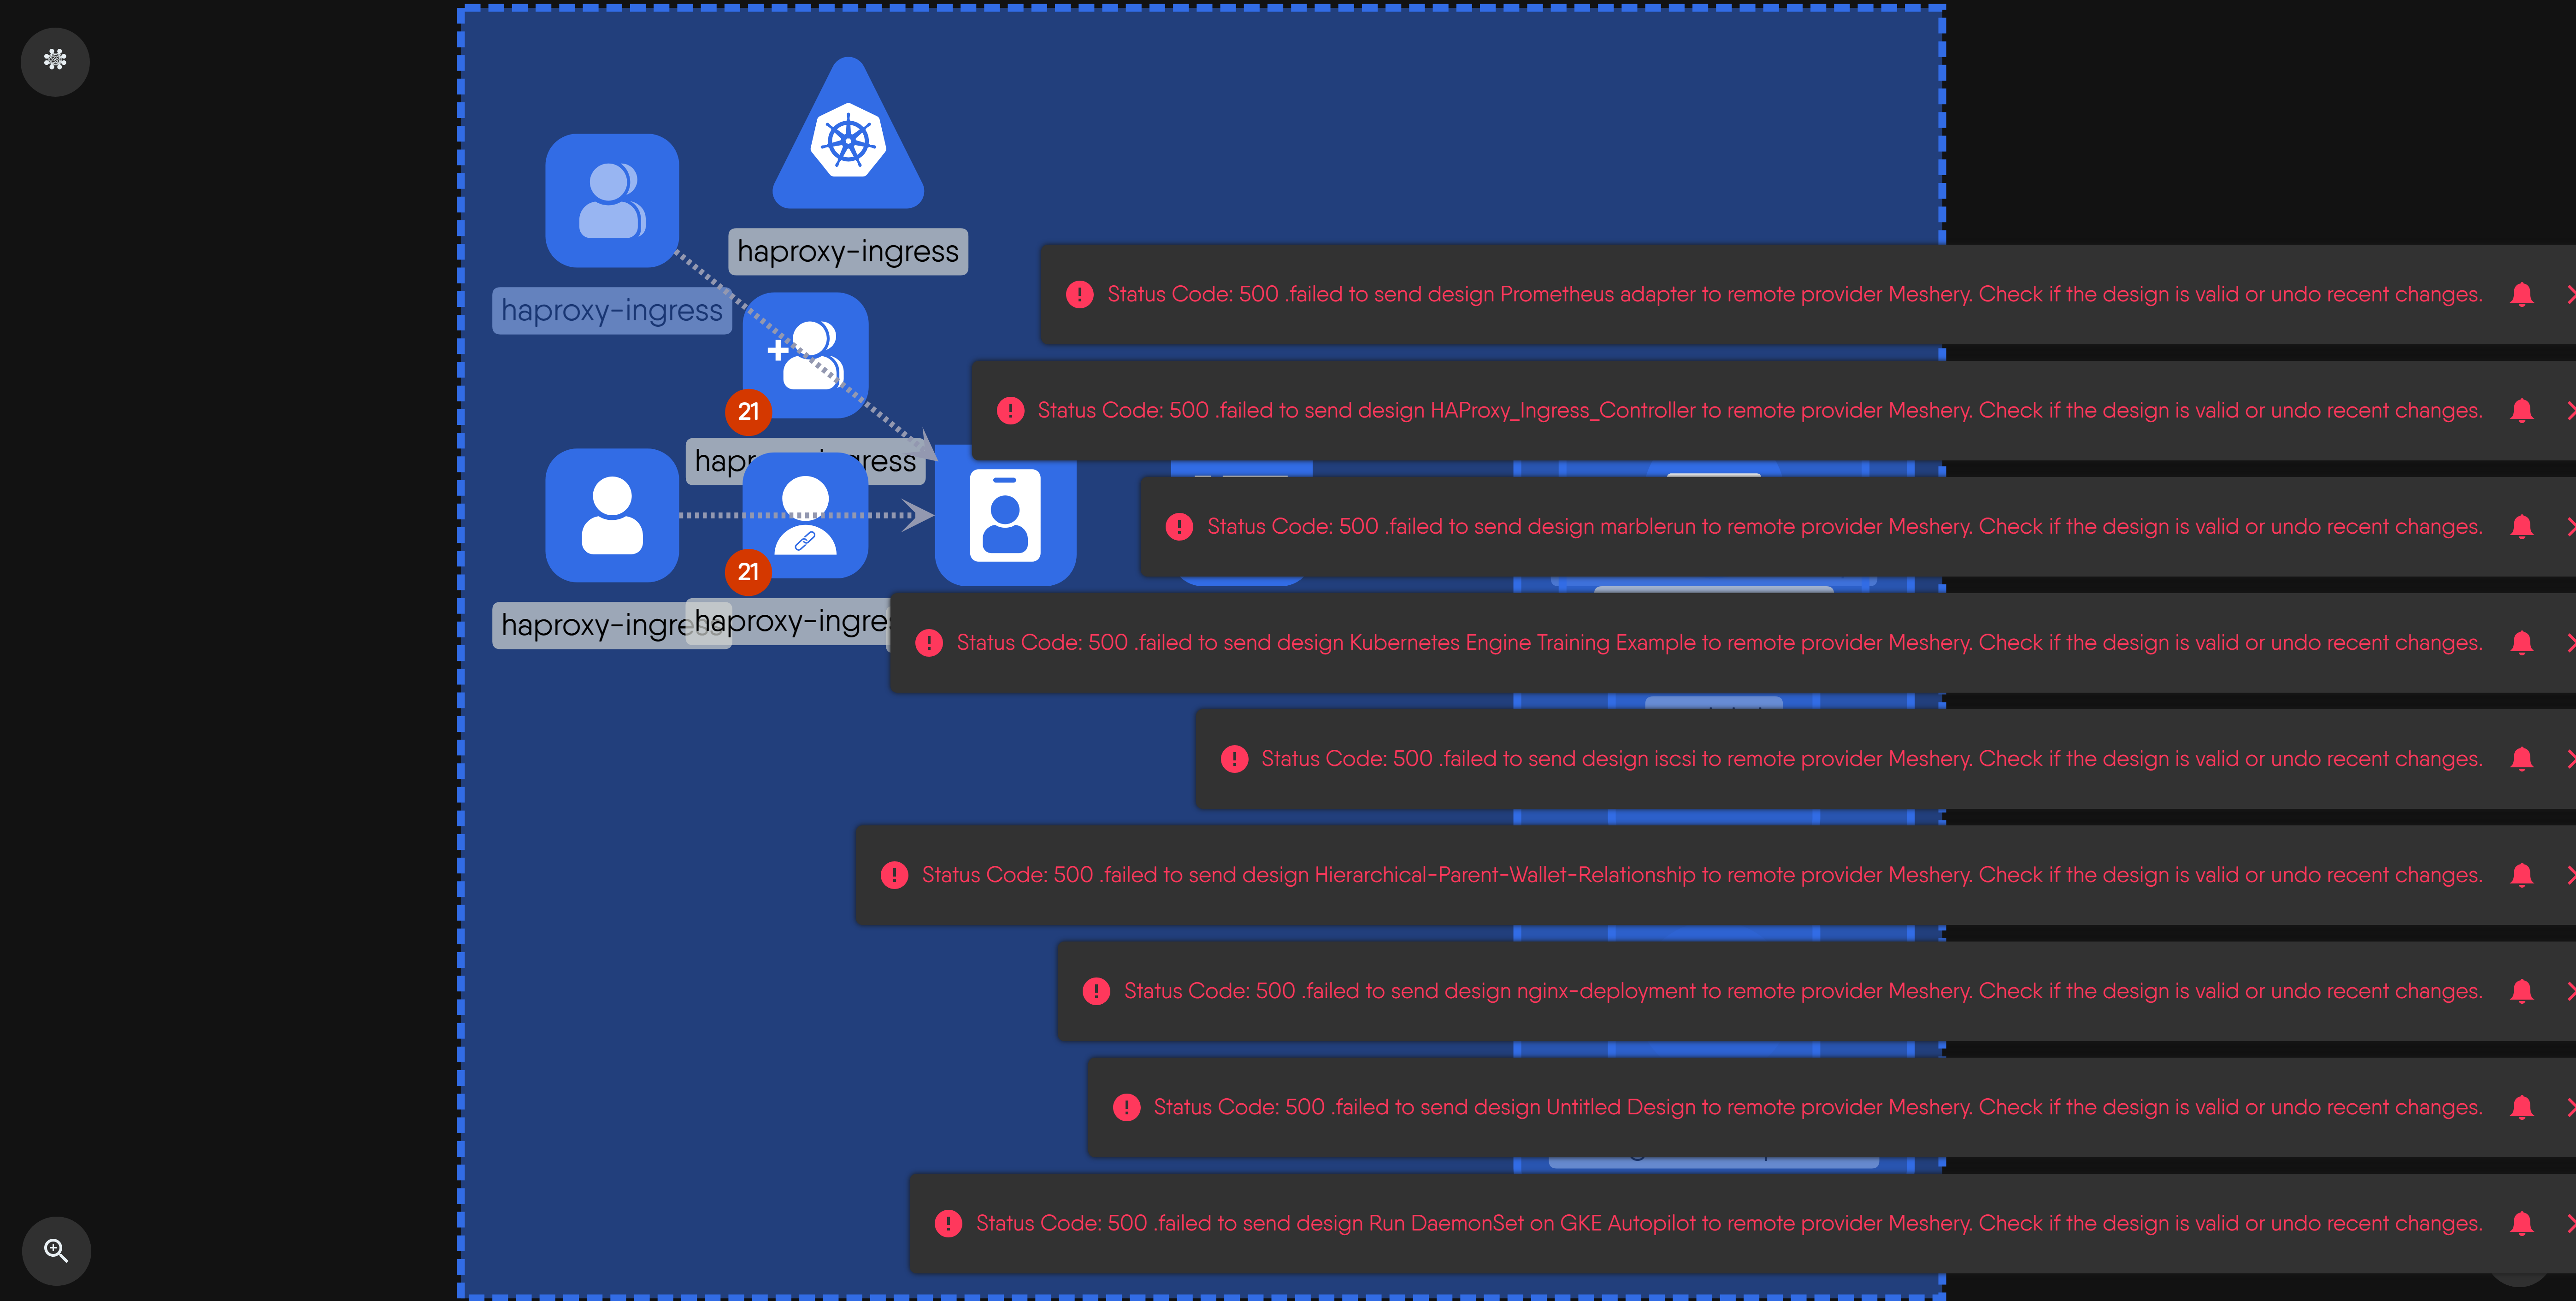 haproxy-ingress
haproxy-ingress
Status Code: 500 .failed to send design Prometheus adapter to remote provider Meshery. Check if the design is valid or undo recent changes.
21
Status Code: 500 .failed to send design HAProxy_Ingress_Controller to remote provider Meshery. Check if the design is valid or undo recent changes.
Status Code: 500 .failed to send design marblerun to remote provider Meshery. Check if the design is valid or undo recent changes.
21
haproxy-ingress
haproxy-ingre
Status Code: 500 .failed to send design Kubernetes Engine Training Example to remote provider Meshery. Check if the design is valid or undo recent changes.
Status Code: 500 .failed to send design iscsi to remote provider Meshery. Check if the design is valid or undo recent changes.
Status Code: 500 .failed to send design Hierarchical-Parent-Wallet-Relationship to remote provider Meshery. Check if the design is valid or undo recent changes.
Status Code: 500 .failed to send design nginx-deployment to remote provider Meshery. Check if the design is valid or undo recent changes.
Status Code: 500 .failed to send design Untitled Design to remote provider Meshery. Check if the design is valid or undo recent changes.
Status Code: 500 .failed to send design Run DaemonSet on GKE Autopilot to remote provider Meshery. Check if the design is valid or undo recent changes.